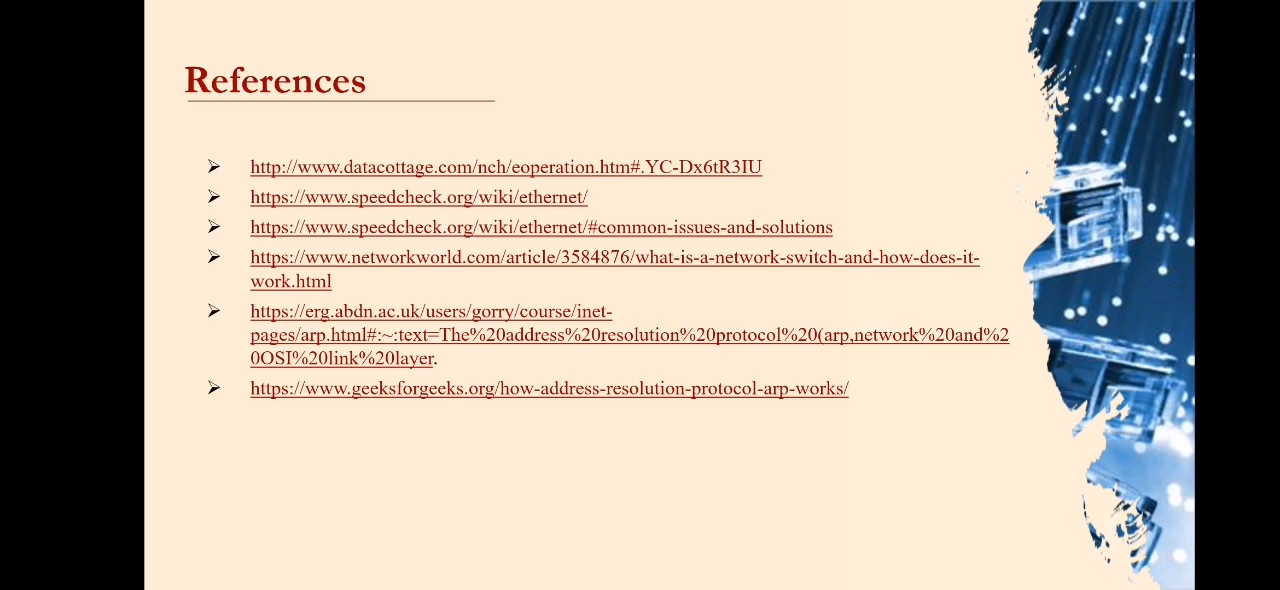 References
http://www.datacottage.com/nch/eoperation.htm#.YC-Dx6tR3IU
https://www.speedcheck.org/wiki/ethernet/
https://www.speedcheck.org/wiki/ethernet/#common-issues-and-solutions
https://www.networkworld.com/article/3584876/what-is-a-network-switch-and-how-does-it-
work.html
https://erg.abdn.ac.uk/users/gorry/course/inet-
pages/arp.html#:~:text=The%20address%20resolution%20protocol%20(arp,network%20and%2
0OSI%20link%20layer.
https://www.geeksforgeeks.org/how-address-resolution-protocol-arp-works/